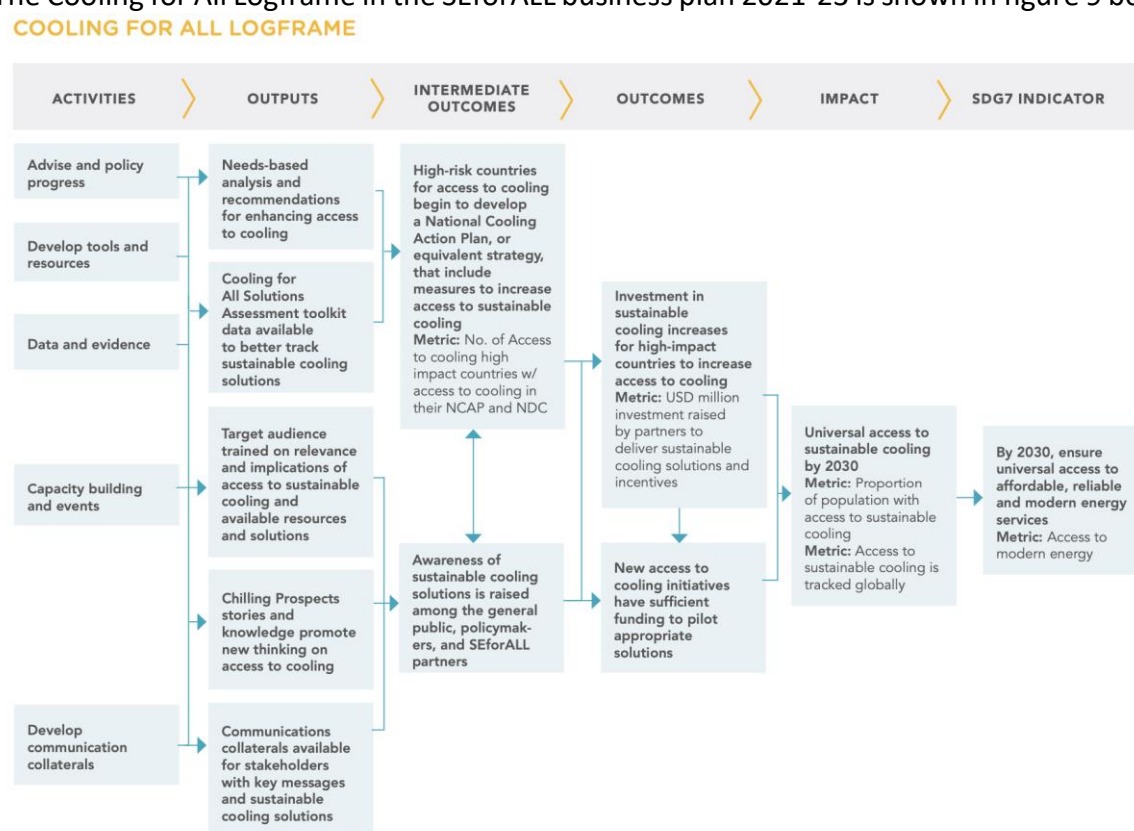 The Cooling for All Logframe in the SEforALL business plan 2021-23 is shown in figure 9 be
COOLING FOR ALL LOGFRAME
ACTIVITIES
OUTPUTS
INTERMEDIATE
OUTCOMES
OUTCOMES
IMPACT
SDG7 INDICATOR
Advise and policy
progress
Develop tools and
resources
Data and evidence
Capacity building
and events
Develop
communication
collaterals
Needs-based
analysis and
recommendations
for enhancing access
to cooling
Cooling for
All Solutions
Assessment toolkit
data available
to better track
sustainable cooling
solutions
Target audience
trained on relevance
and implications of
access to sustainable
cooling and
available resources
and solutions
Chilling Prospects
stories and
knowledge promote
new thinking on
access to cooling
Communications
collaterals available
for stakeholders
with key messages
and sustainable
cooling solutions
High-risk countries
for access to cooling
begin to develop
a National Cooling
Action Plan, or
equivalent strategy,
that include
measures to increase
access to sustainable
cooling
Metric: No. of Access
to cooling high
impact countries w/
access to cooling in
their NCAP and NDC
Awareness of
sustainable cooling
solutions is raised
among the general
public, policymak-
ers, and SEforALL
partners
Investment in
sustainable
cooling increases
for high-impact
countries to increase
access to cooling
Metric: USD million
investment raised
by partners to
deliver sustainable
cooling solutions and
incentives
New access to
cooling initiatives
have sufficient
funding to pilot
appropriate
solutions
Universal access to
sustainable cooling
by 2030
Metric: Proportion
of population with
access to sustainable
cooling
Metric: Access to
sustainable cooling is
tracked globally
By 2030, ensure
universal access to
affordable, reliable
and modern energy
services
Metric: Access to
modern energy